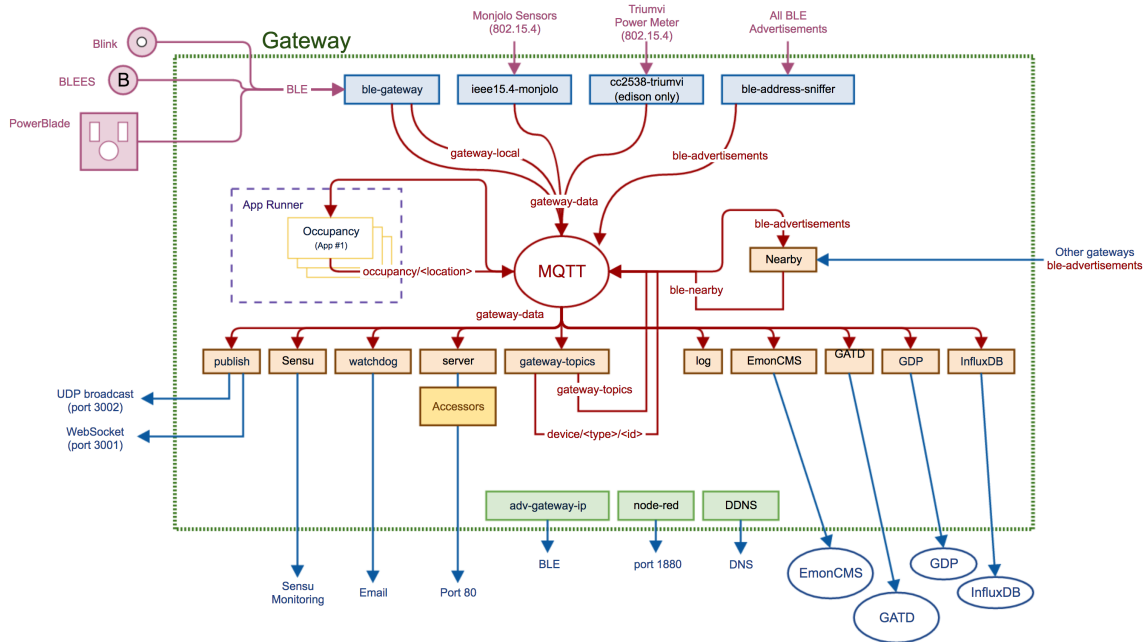 Monjolo Sensors
(802.15.4)
Triumvi
Power Meter
(802.15.4)
All BLE
Advertisements
Blink
Gateway
BLEES
B
BLE
PowerBlade
ble-gateway
ieee15.4-monjolo
cc2538-triumvi
(edison only)
ble-address-sniffer
gateway-local
ble-advertisements
gateway-data
App Runner
Occupancy
(App #1)
occupancy/<location>
MQTT
ble-advertisements
Nearby
ble-nearby
Other gateways
ble-advertisements
gateway-data
publish
Sensu
watchdog
server
gateway-topics
log
EmonCMS
GATD
GDP
InfluxDB
Accessors
gateway-topics
device/<type>/<id>
UDP broadcast
(port 3002)
WebSocket
(port 3001)
adv-gateway-ip
node-red
DDNS
Sensu
Monitoring
Email
Port 80
BLE
port 1880
DNS
EmonCMS
GATD
GDP
InfluxDB